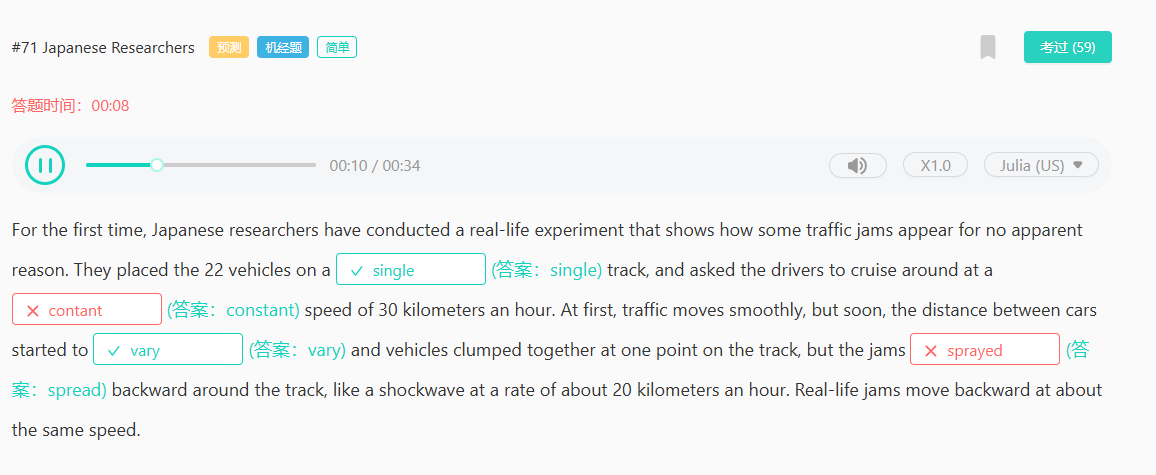 #71 Japanese Researchers 预测 机经题 简单 考过 (59)
答题时间：00:08
00:10 / 00:34 X1.0 Julia (US)
For the first time, Japanese researchers have conducted a real-life experiment that shows how some traffic jams appear for no apparent
reason. They placed the 22 vehicles on a single (答案：single) track, and asked the drivers to cruise around at a
contant (答案：constant) speed of 30 kilometers an hour. At first, traffic moves smoothly, but soon, the distance between cars
started to vary (答案：vary) and vehicles clumped together at one point on the track, but the jams sprayed (答
案：spread) backward around the track, like a shockwave at a rate of about 20 kilometers an hour. Real-life jams move backward at about
the same speed.